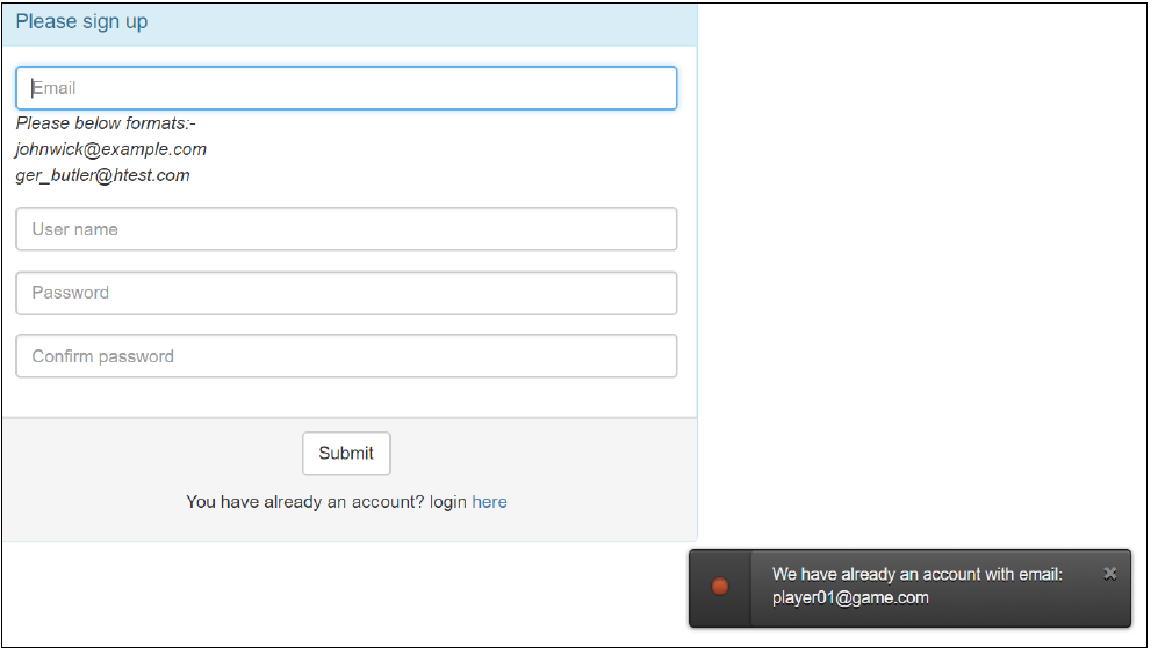 Please sign up
Email
Please below formats:-
johnwick@example.com
ger_butler@htest.com
User name
Password
Confirm password
Submit
You have already an account? login here
We have already an account with email:
player01@game.com